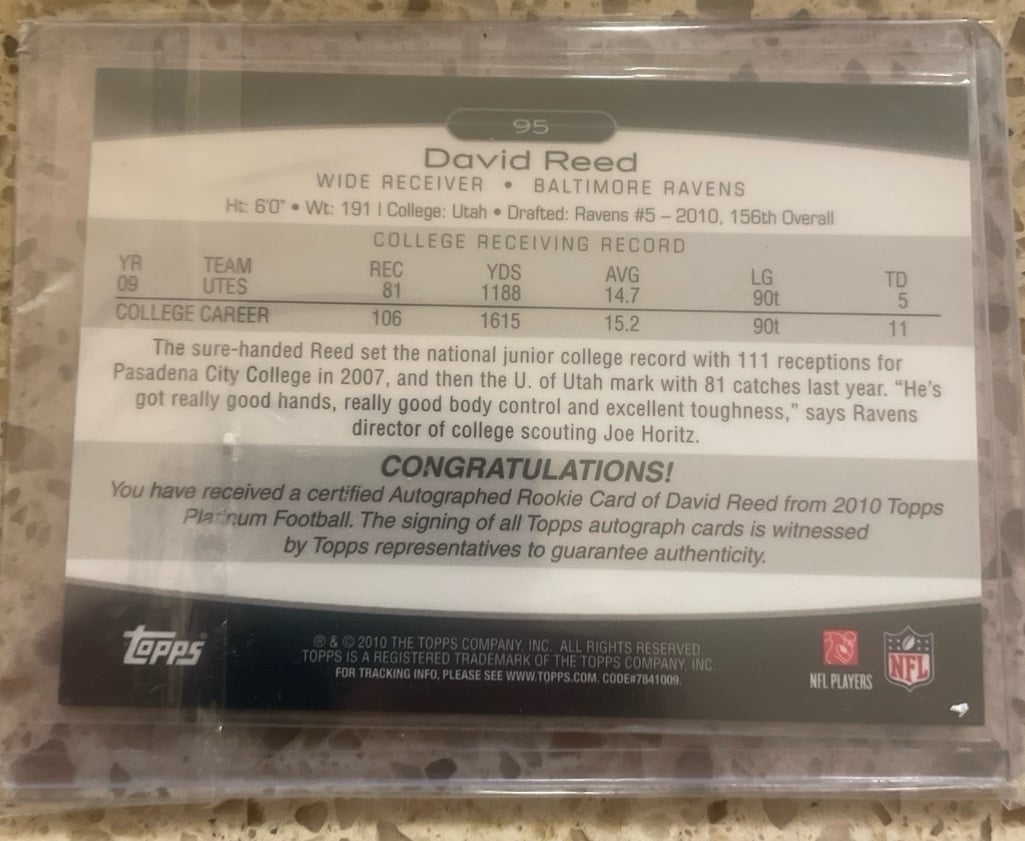 95
David Reed
WIDE RECEIVER • BALTIMORE RAVENS
Ht: 6'0" • Wt: 191 | College: Utah • Drafted: Ravens #5 – 2010, 156th Overall
COLLEGE RECEIVING RECORD
YR TEAM REC YDS AVG LG TD
09 UTES 81 1188 14.7 90t 5
COLLEGE CAREER 106 1615 15.2 90t 11
The sure-handed Reed set the national junior college record with 111 receptions for
Pasadena City College in 2007, and then the U. of Utah mark with 81 catches last year. “He's
got really good hands, really good body control and excellent toughness,” says Ravens
director of college scouting Joe Horitz.
CONGRATULATIONS!
You have received a certified Autographed Rookie Card of David Reed from 2010 Topps
Platinum Football. The signing of all Topps autograph cards is witnessed
by Topps representatives to guarantee authenticity.
Topps®
® & © 2010 THE TOPPS COMPANY, INC. ALL RIGHTS RESERVED.
TOPPS IS A REGISTERED TRADEMARK OF THE TOPPS COMPANY, INC.
FOR TRACKING INFO, PLEASE SEE WWW.TOPPS.COM. CODE#7841009.
NFL PLAYERS
NFL